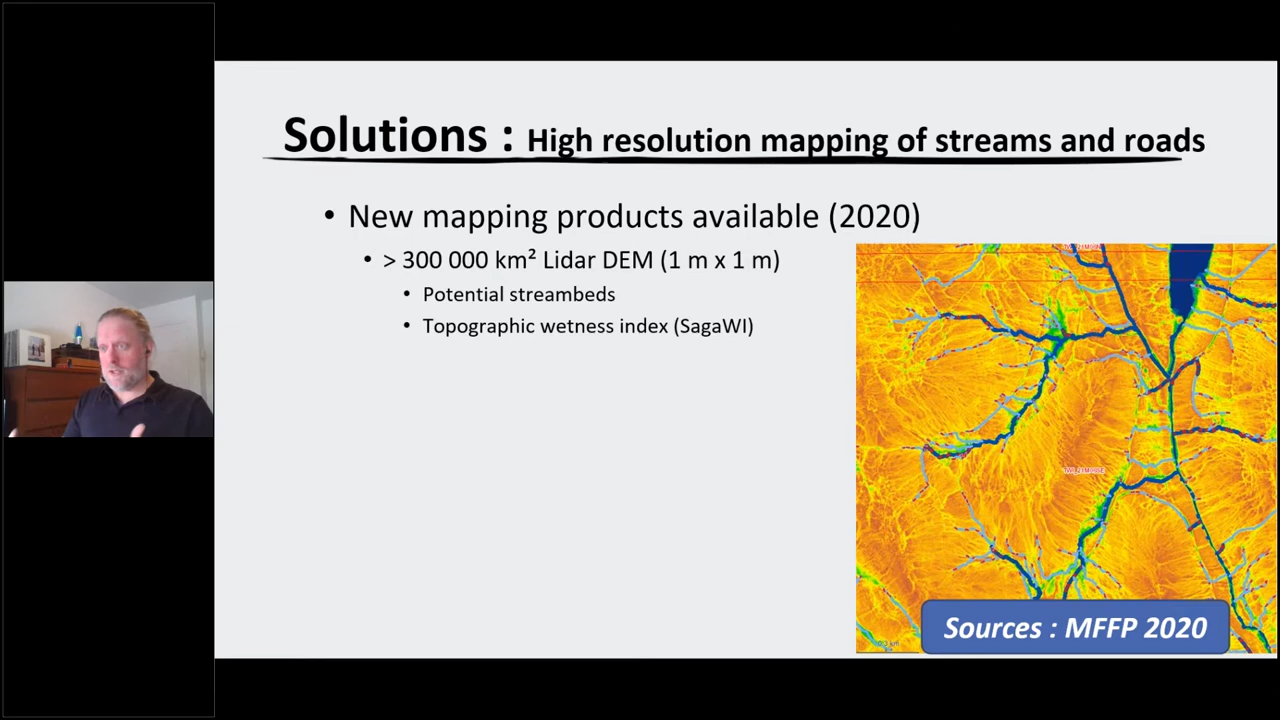 Solutions : High resolution mapping of streams and roads
• New mapping products available (2020)
• > 300 000 km² Lidar DEM (1 m x 1 m)
• Potential streambeds
• Topographic wetness index (SagaWI)
Sources : MFFP 2020